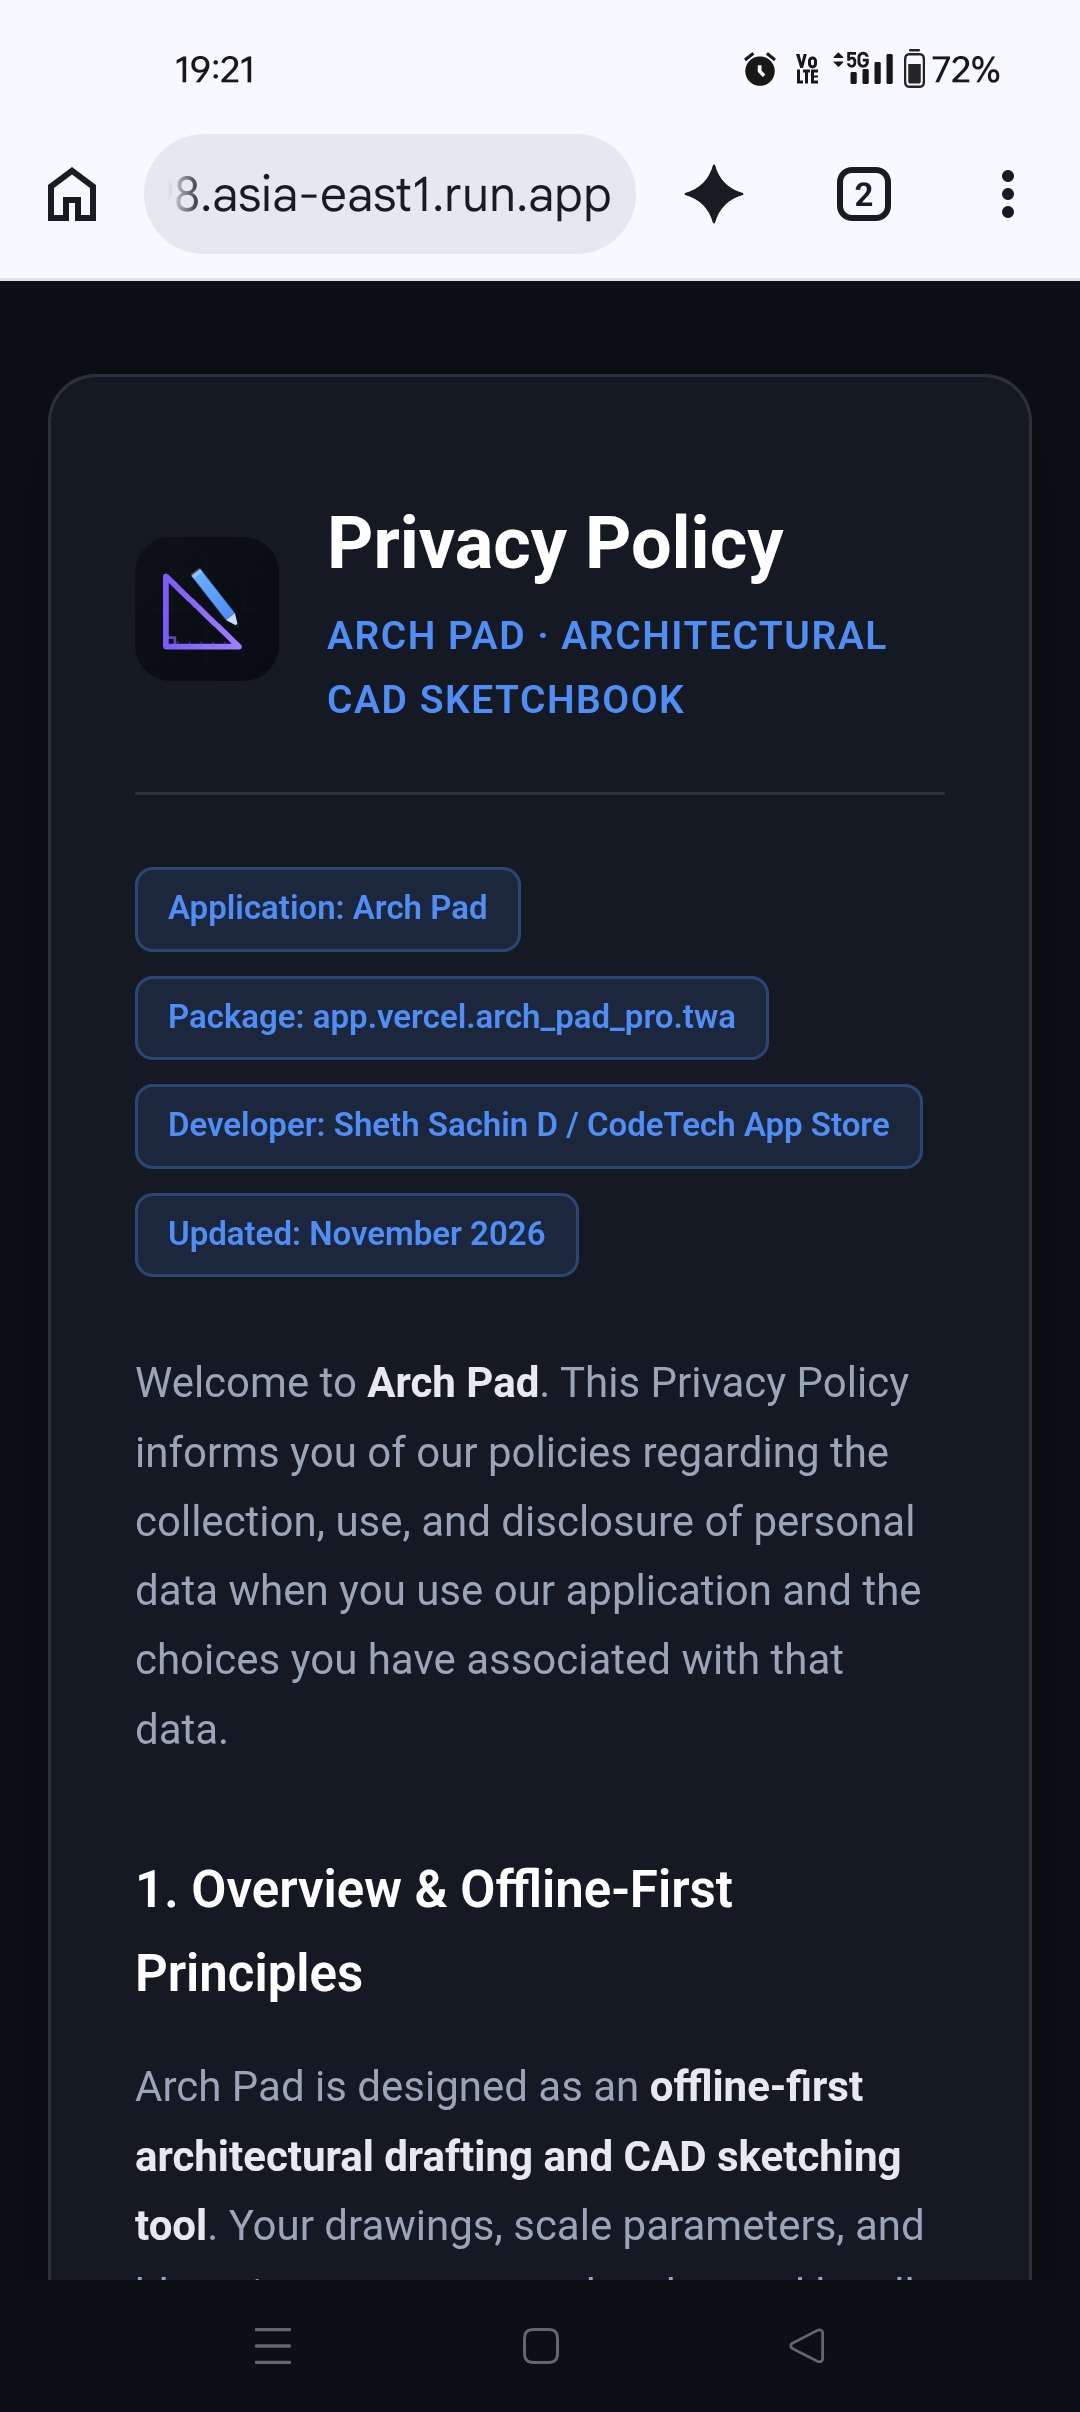 19:21
Vo LTE 5G 72%
8.asia-east1.run.app
2
Privacy Policy
ARCH PAD · ARCHITECTURAL
CAD SKETCHBOOK
Application: Arch Pad
Package: app.vercel.arch_pad_pro.twa
Developer: Sheth Sachin D / CodeTech App Store
Updated: November 2026
Welcome to Arch Pad. This Privacy Policy
informs you of our policies regarding the
collection, use, and disclosure of personal
data when you use our application and the
choices you have associated with that
data.
1. Overview & Offline-First
Principles
Arch Pad is designed as an offline-first
architectural drafting and CAD sketching
tool. Your drawings, scale parameters, and